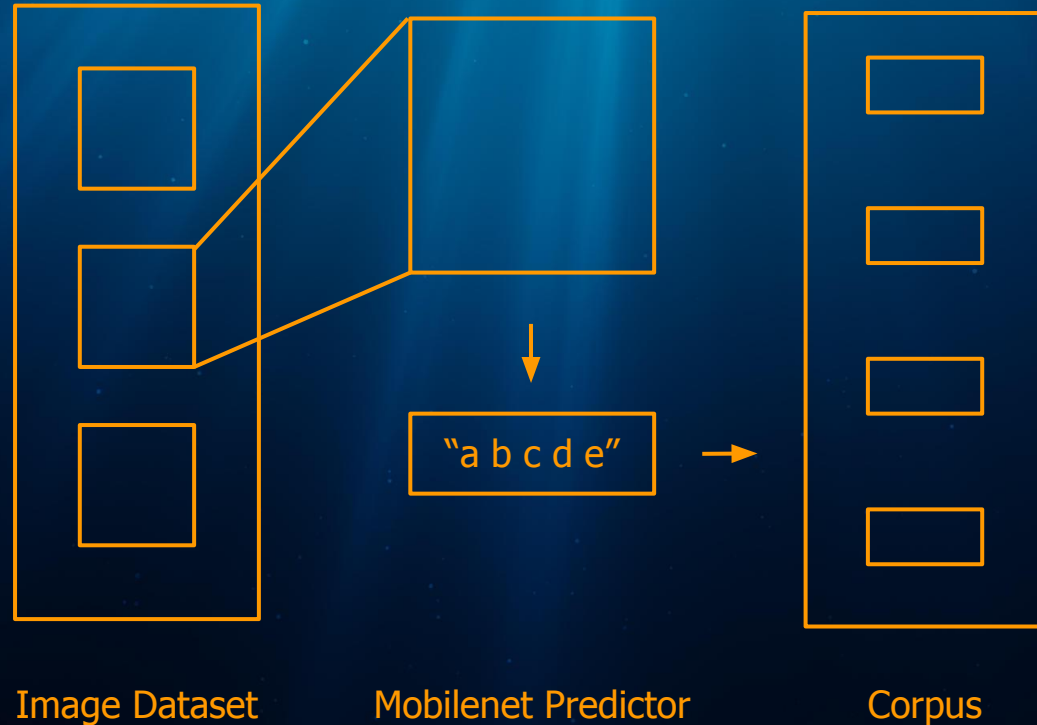 “a b c d e”
Image Dataset
Mobilenet Predictor
Corpus